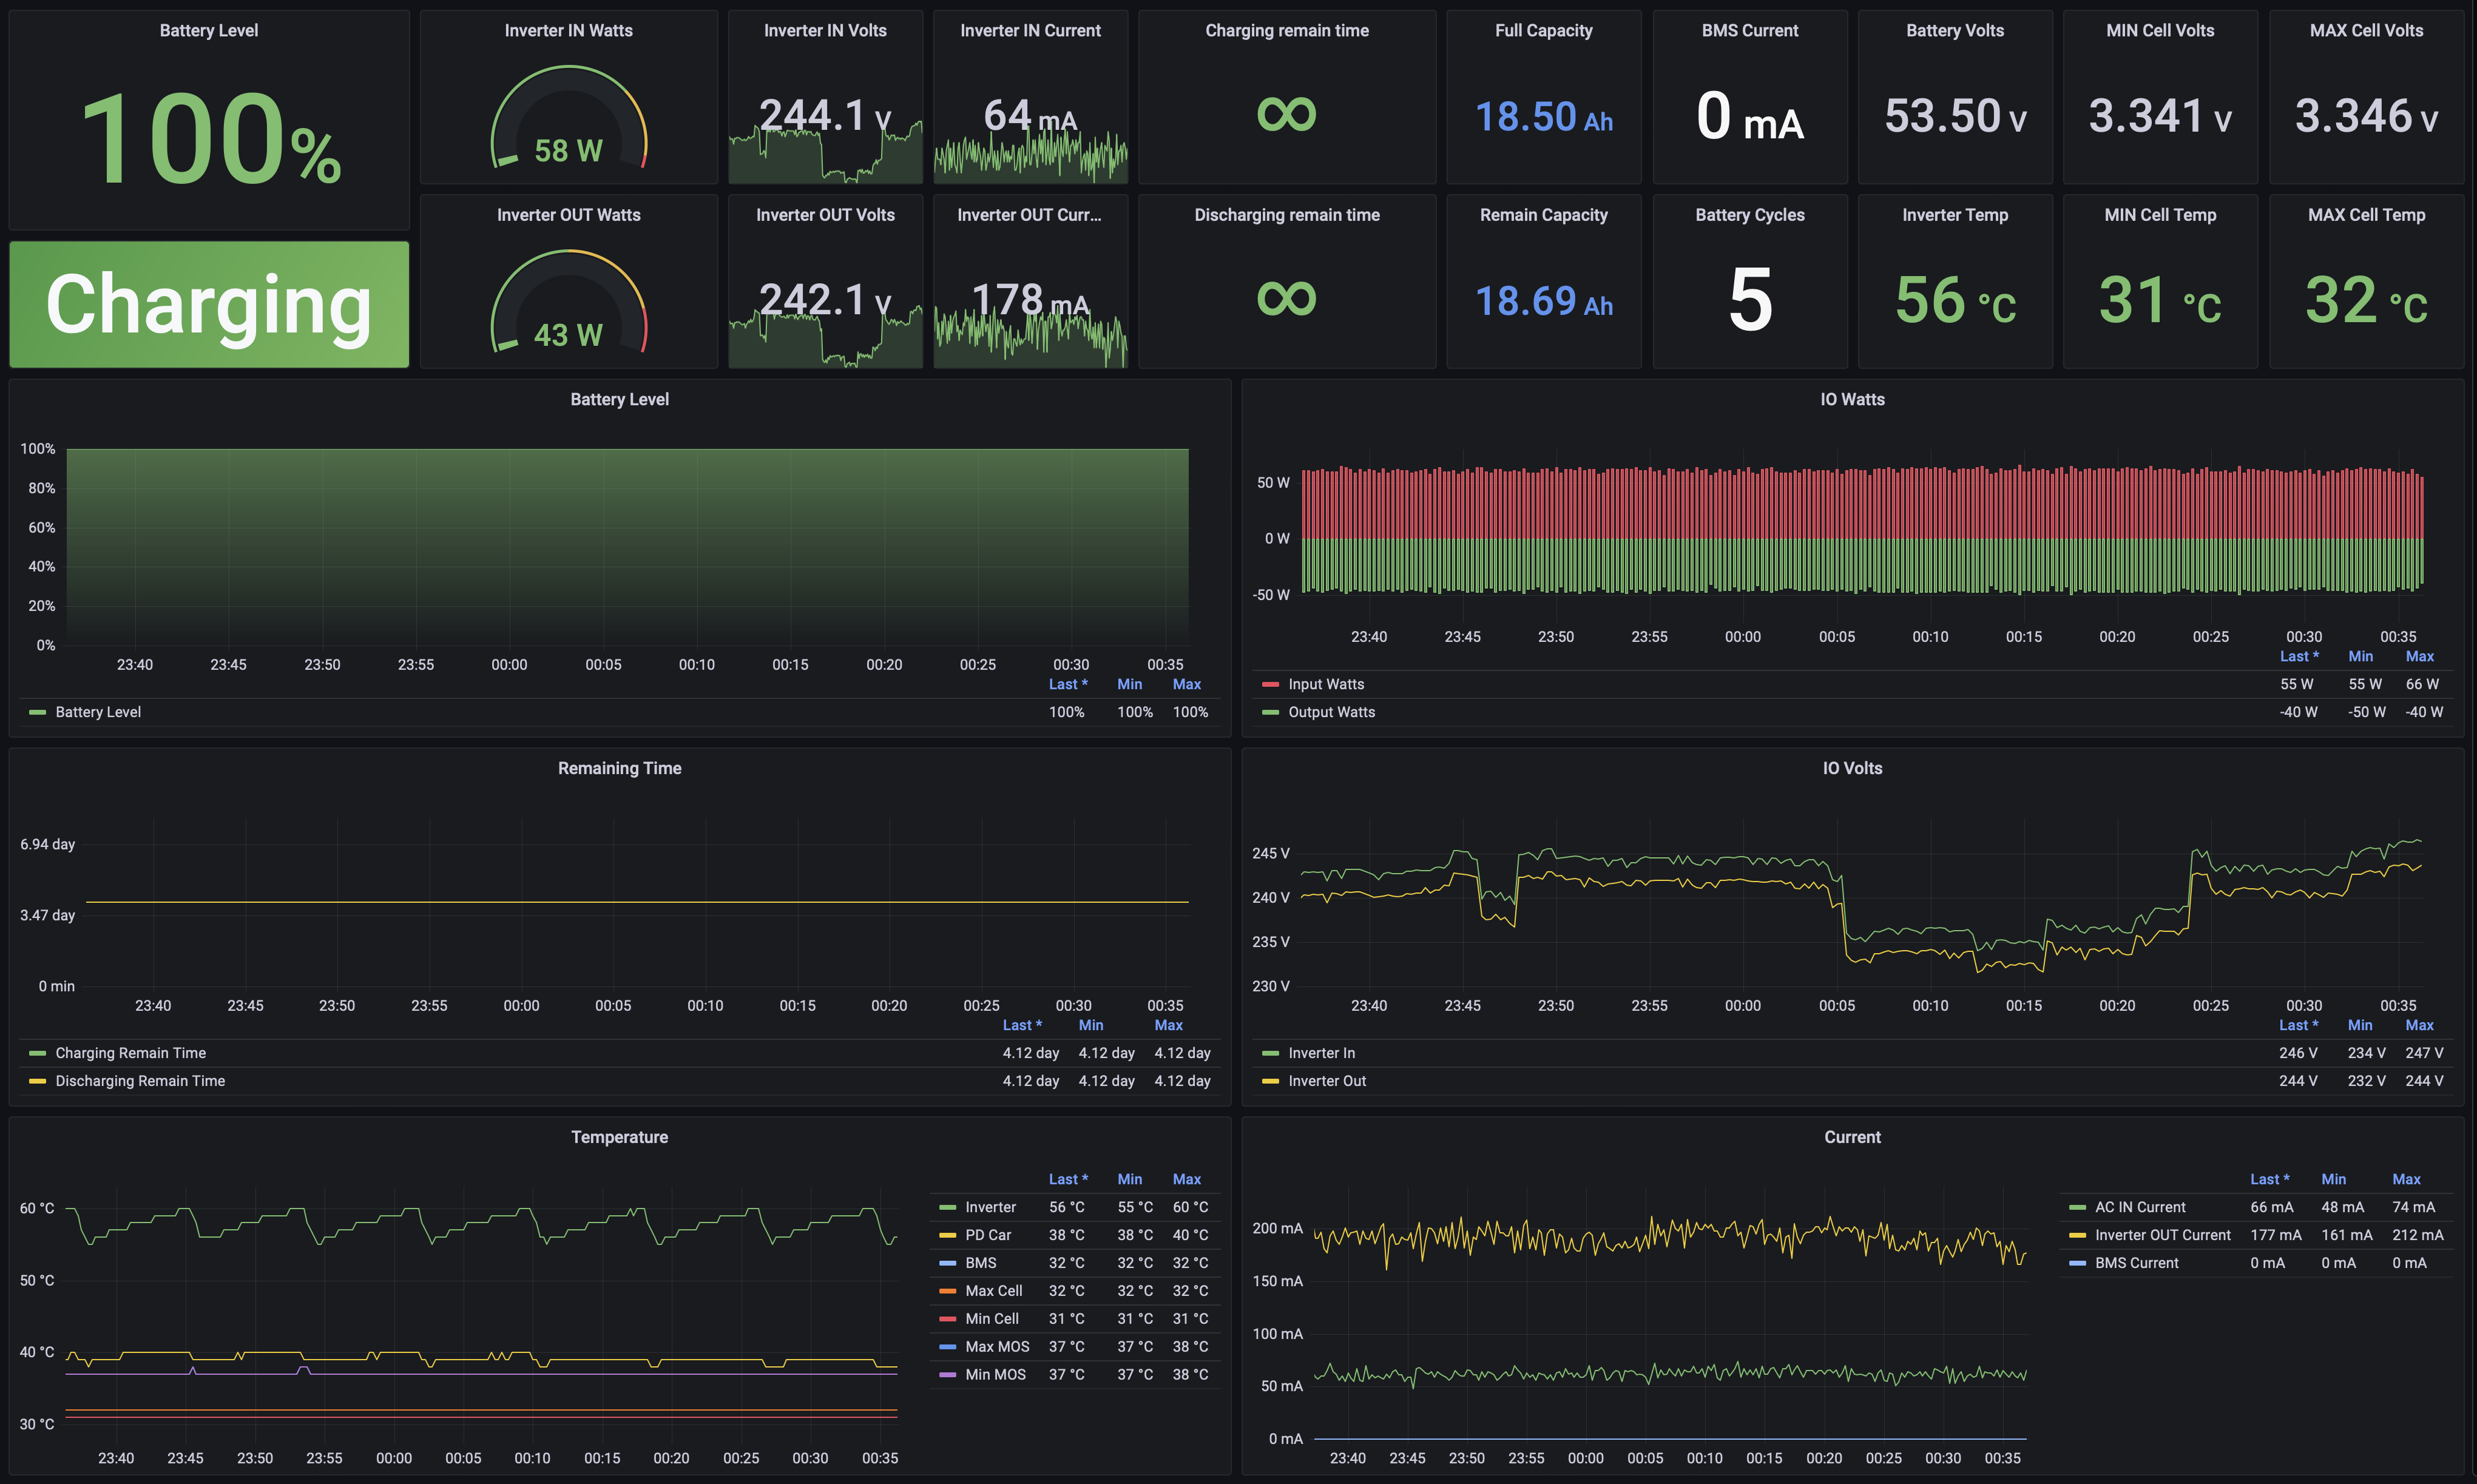 Battery Level
100%
Charging
Inverter IN Watts
58 W
Inverter IN Volts
244.1 V
Inverter IN Current
64 mA
Charging remain time
∞
Full Capacity
18.50 Ah
BMS Current
0 mA
Battery Volts
53.50 V
MIN Cell Volts
3.341 V
MAX Cell Volts
3.346 V
Inverter OUT Watts
43 W
Inverter OUT Volts
242.1 V
Inverter OUT Curr...
178 mA
Discharging remain time
∞
Remain Capacity
18.69 Ah
Battery Cycles
5
Inverter Temp
56 °C
MIN Cell Temp
31 °C
MAX Cell Temp
32 °C
Battery Level
100%
80%
60%
40%
20%
0%
23:40 23:45 23:50 23:55 00:00 00:05 00:10 00:15 00:20 00:25 00:30 00:35
Last * Min Max
Battery Level 100% 100% 100%
IO Watts
50 W
0 W
-50 W
23:40 23:45 23:50 23:55 00:00 00:05 00:10 00:15 00:20 00:25 00:30 00:35
Last * Min Max
Input Watts 55 W 55 W 66 W
Output Watts -40 W -50 W -40 W
Remaining Time
6.94 day
3.47 day
0 min
23:40 23:45 23:50 23:55 00:00 00:05 00:10 00:15 00:20 00:25 00:30 00:35
Last * Min Max
Charging Remain Time 4.12 day 4.12 day 4.12 day
Discharging Remain Time 4.12 day 4.12 day 4.12 day
IO Volts
245 V
240 V
235 V
230 V
23:40 23:45 23:50 23:55 00:00 00:05 00:10 00:15 00:20 00:25 00:30 00:35
Last * Min Max
Inverter In 246 V 234 V 247 V
Inverter Out 244 V 232 V 244 V
Temperature
60 °C
50 °C
40 °C
30 °C
23:40 23:45 23:50 23:55 00:00 00:05 00:10 00:15 00:20 00:25 00:30 00:35
Last * Min Max
Inverter 56 °C 55 °C 60 °C
PD Car 38 °C 38 °C 40 °C
BMS 32 °C 32 °C 32 °C
Max Cell 32 °C 32 °C 32 °C
Min Cell 31 °C 31 °C 31 °C
Max MOS 37 °C 37 °C 38 °C
Min MOS 37 °C 37 °C 38 °C
Current
200 mA
150 mA
100 mA
50 mA
0 mA
23:40 23:45 23:50 23:55 00:00 00:05 00:10 00:15 00:20 00:25 00:30 00:35
Last * Min Max
AC IN Current 66 mA 48 mA 74 mA
Inverter OUT Current 177 mA 161 mA 212 mA
BMS Current 0 mA 0 mA 0 mA